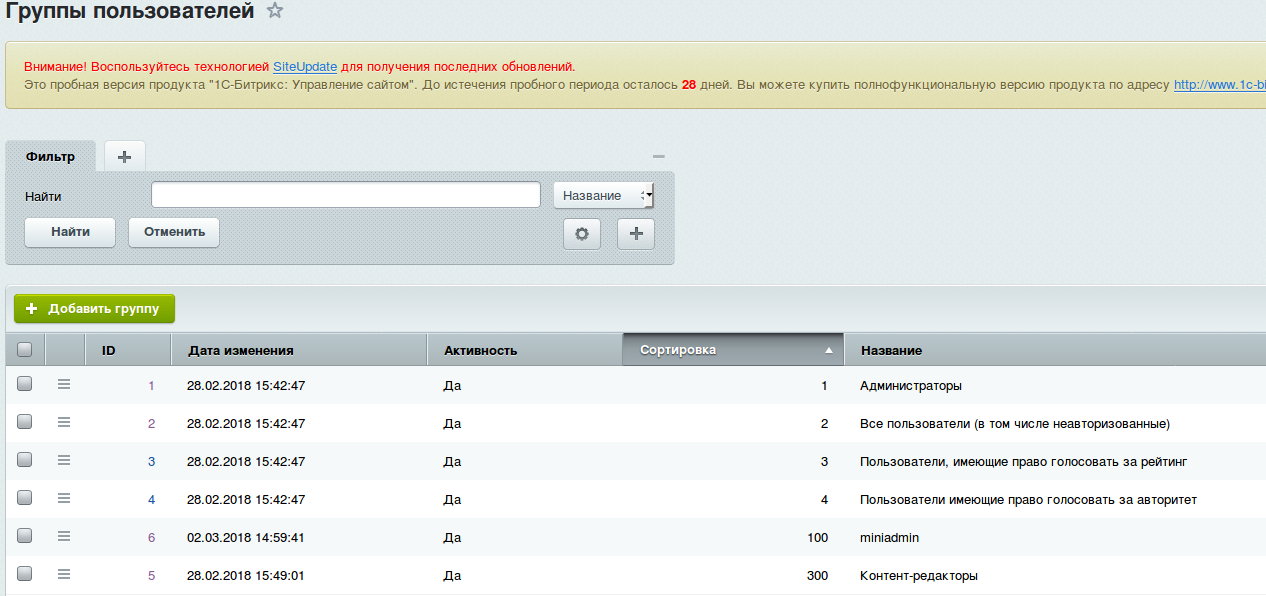 Группы пользователей
Внимание! Воспользуйтесь технологией SiteUpdate для получения последних обновлений.
Это пробная версия продукта "1С-Битрикс: Управление сайтом". До истечения пробного периода осталось 28 дней. Вы можете купить полнофункциональную версию продукта по адресу http://www.1c-bi
Фильтр
Найти Название
Найти Отменить
Добавить группу
ID Дата изменения Активность Сортировка Название
1 28.02.2018 15:42:47 Да 1 Администраторы
2 28.02.2018 15:42:47 Да 2 Все пользователи (в том числе неавторизованные)
3 28.02.2018 15:42:47 Да 3 Пользователи, имеющие право голосовать за рейтинг
4 28.02.2018 15:42:47 Да 4 Пользователи имеющие право голосовать за авторитет
6 02.03.2018 14:59:41 Да 100 miniadmin
5 28.02.2018 15:49:01 Да 300 Контент-редакторы